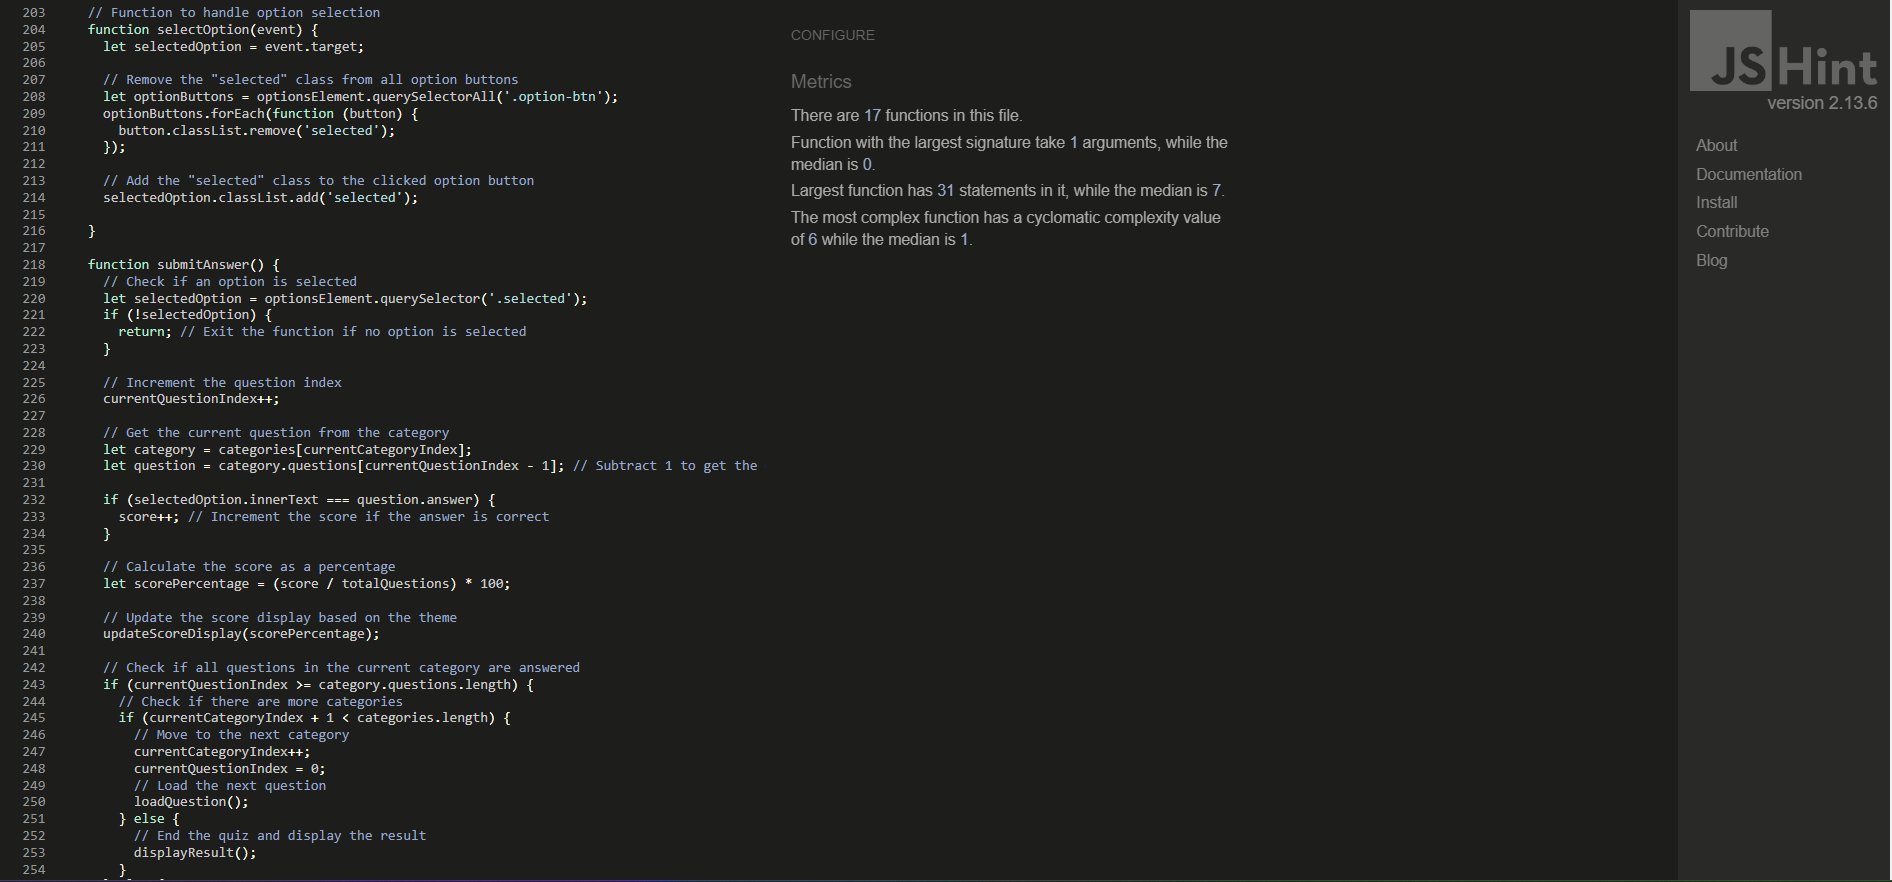 203 // Function to handle option selection
204 function selectOption(event) {
205 let selectedOption = event.target;
206
207 // Remove the "selected" class from all option buttons
208 let optionButtons = optionsElement.querySelectorAll('.option-btn');
209 optionButtons.forEach(function (button) {
210 button.classList.remove('selected');
211 });
212
213 // Add the "selected" class to the clicked option button
214 selectedOption.classList.add('selected');
215
216 }
217
218 function submitAnswer() {
219 // Check if an option is selected
220 let selectedOption = optionsElement.querySelector('.selected');
221 if (!selectedOption) {
222 return; // Exit the function if no option is selected
223 }
224
225 // Increment the question index
226 currentQuestionIndex++;
227
228 // Get the current question from the category
229 let category = categories[currentCategoryIndex];
230 let question = category.questions[currentQuestionIndex - 1]; // Subtract 1 to get the
231
232 if (selectedOption.innerText === question.answer) {
233 score++; // Increment the score if the answer is correct
234 }
235
236 // Calculate the score as a percentage
237 let scorePercentage = (score / totalQuestions) * 100;
238
239 // Update the score display based on the theme
240 updateScoreDisplay(scorePercentage);
241
242 // Check if all questions in the current category are answered
243 if (currentQuestionIndex >= category.questions.length) {
244 // Check if there are more categories
245 if (currentCategoryIndex + 1 < categories.length) {
246 // Move to the next category
247 currentCategoryIndex++;
248 currentQuestionIndex = 0;
249 // Load the next question
250 loadQuestion();
251 } else {
252 // End the quiz and display the result
253 displayResult();
254 }
CONFIGURE
Metrics
There are 17 functions in this file.
Function with the largest signature take 1 arguments, while the
median is 0.
Largest function has 31 statements in it, while the median is 7.
The most complex function has a cyclomatic complexity value
of 6 while the median is 1.
JSHint
version 2.13.6
About
Documentation
Install
Contribute
Blog